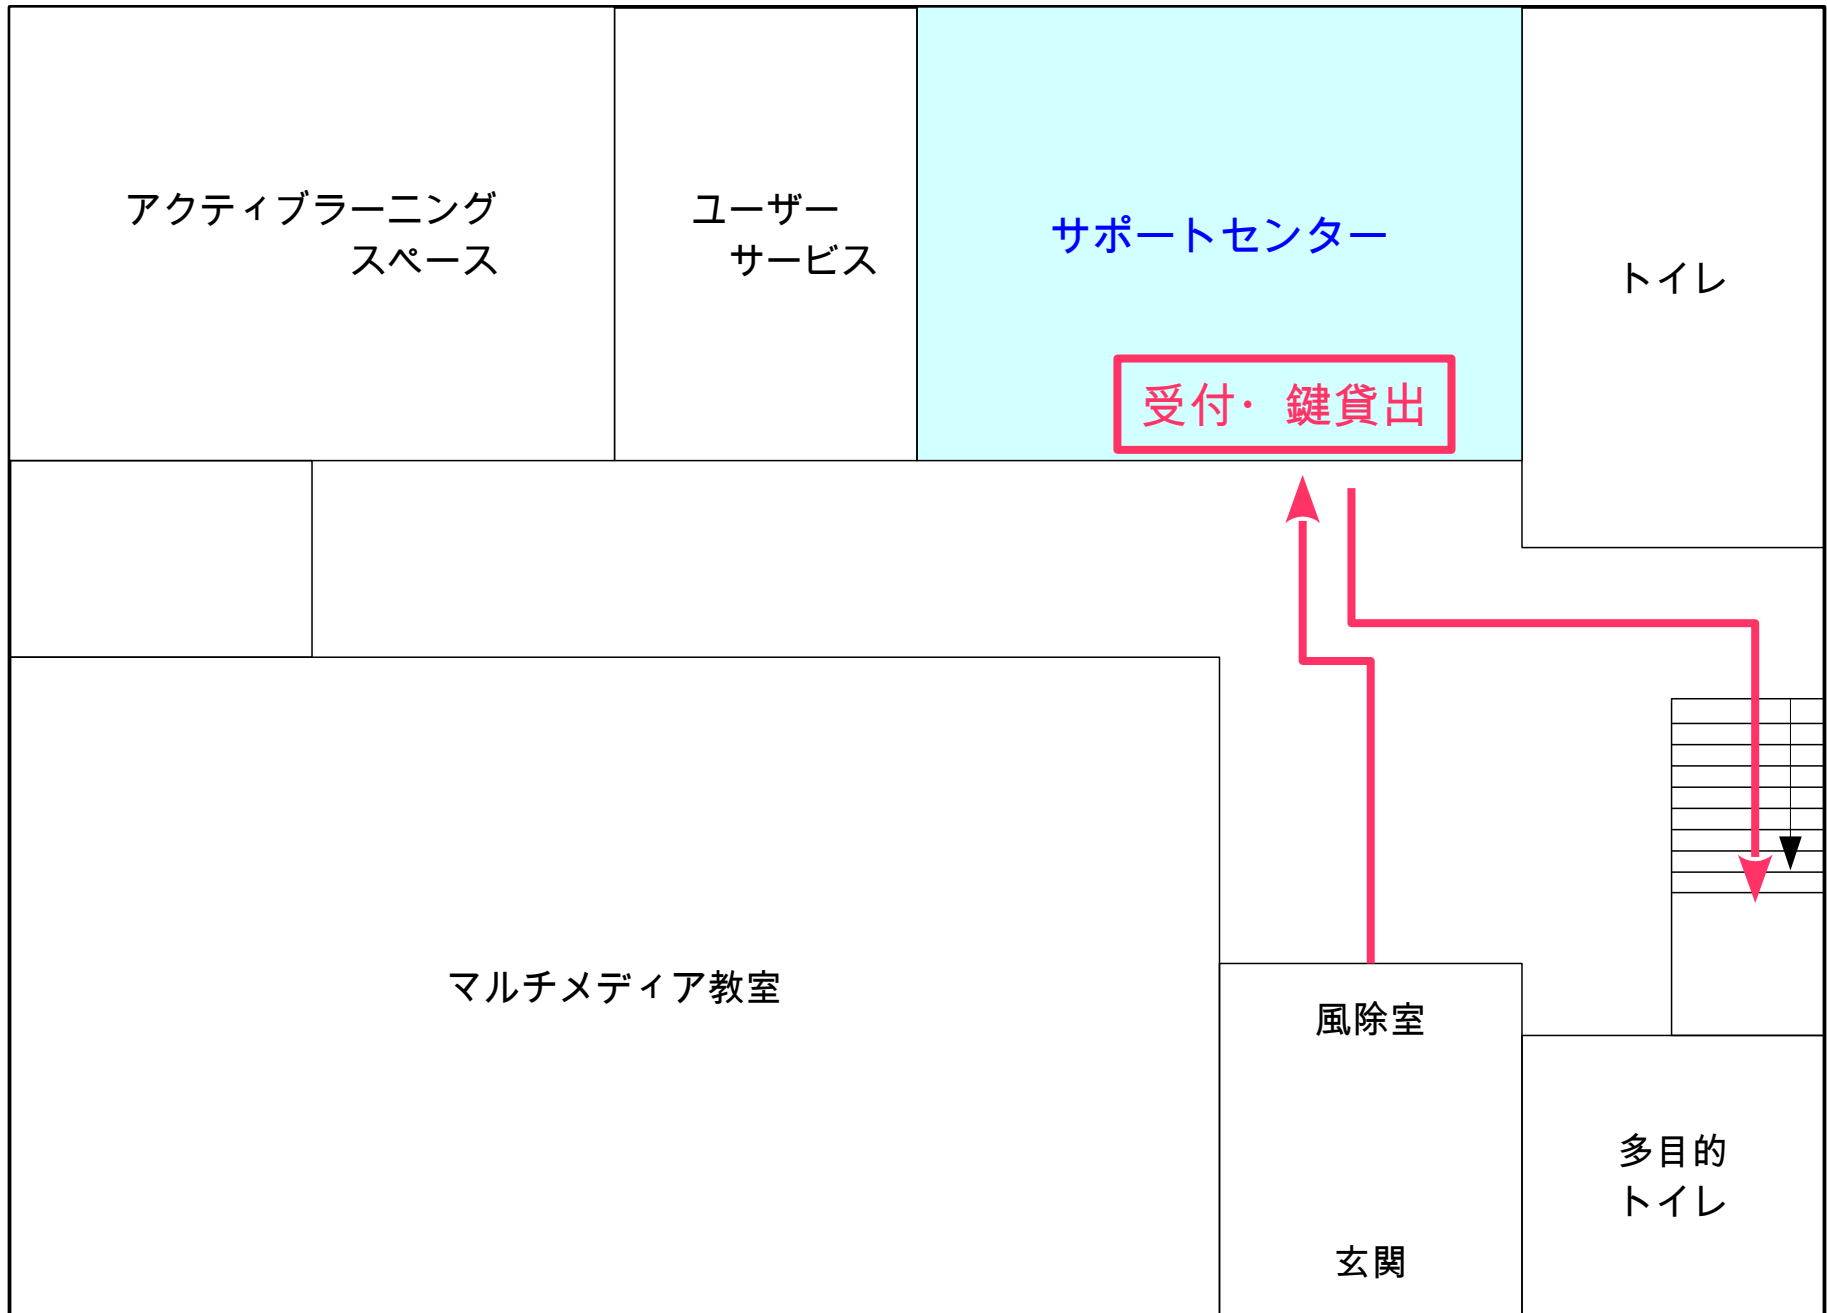 アクティブラーニング
スペース
ユーザー
サービス
サポートセンター
受付・鍵貸出
トイレ
マルチメディア教室
風除室
玄関
多目的
トイレ